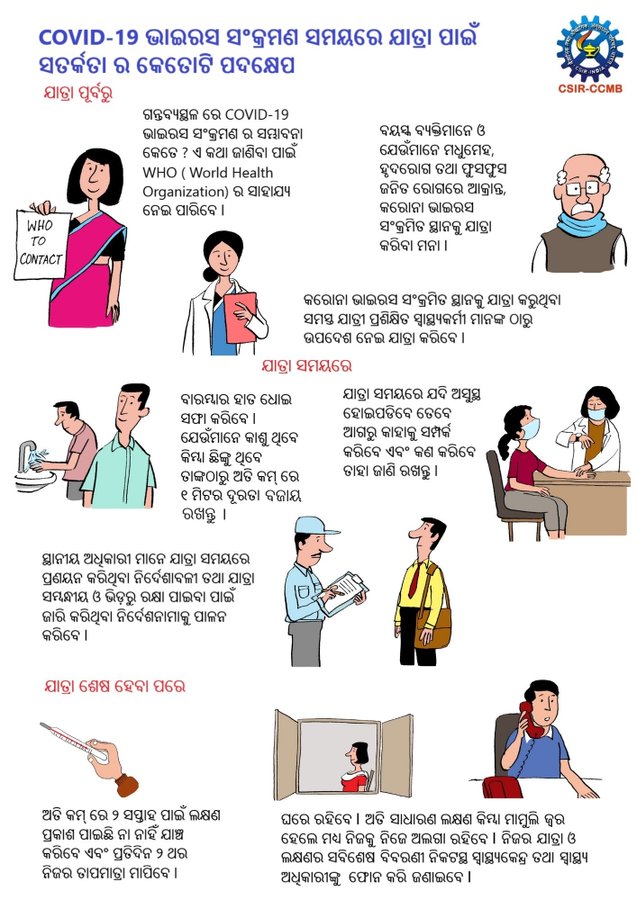 COVID-19 ଭାଇରସ ସଂକ୍ରମଣ ସମୟରେ ଯାତ୍ରା ପାଇଁ
ସତର୍କତା ର କେତୋଟି ପଦକ୍ଷେପ
CSIR-INDIA
CSIR-CCMB
ଯାତ୍ରା ପୂର୍ବରୁ
ଗନ୍ତବ୍ୟସ୍ଥଳ ରେ COVID-19
ଭାଇରସ ସଂକ୍ରମଣ ର ସମ୍ଭାବନା
କେତେ ? ଏ କଥା ଜାଣିବା ପାଇଁ
WHO ( World Health
Organization) ର ସାହାଯ୍ୟ
ନେଇ ପାରିବେ ।
ବୟସ୍କ ବ୍ୟକ୍ତିମାନେ ଓ
ଯେଉଁମାନେ ମଧୁମେହ,
ହୃଦରୋଗ ତଥା ଫୁସଫୁସ
ଜନିତ ରୋଗରେ ଆକ୍ରାନ୍ତ,
କରୋନା ଭାଇରସ
ସଂକ୍ରମିତ ସ୍ଥାନକୁ ଯାତ୍ରା
କରିବା ମନା ।
WHO
TO
CONTACT
କରୋନା ଭାଇରସ ସଂକ୍ରମିତ ସ୍ଥାନକୁ ଯାତ୍ରା କରୁଥିବା
ସମସ୍ତ ଯାତ୍ରୀ ପ୍ରଶିକ୍ଷିତ ସ୍ୱାସ୍ଥ୍ୟକର୍ମୀ ମାନଙ୍କ ଠାରୁ
ଉପଦେଶ ନେଇ ଯାତ୍ରା କରିବେ ।
ଯାତ୍ରା ସମୟରେ
ବାରମ୍ବାର ହାତ ଧୋଇ
ସଫା କରିବେ ।
ଯେଉଁମାନେ କାଶୁ ଥିବେ
କିମ୍ବା ଛିଙ୍କୁ ଥିବେ
ତାଙ୍କଠାରୁ ଅତି କମ୍ ରେ
୧ ମିଟର ଦୂରତା ବଜାୟ
ରଖନ୍ତୁ ।
ଯାତ୍ରା ସମୟରେ ଯଦି ଅସୁସ୍ଥ
ହୋଇପଡିବେ ତେବେ
ଆଗରୁ କାହାକୁ ସମ୍ପର୍କ
କରିବେ ଏବଂ କଣ କରିବେ
ତାହା ଜାଣି ରଖନ୍ତୁ ।
ସ୍ଥାନୀୟ ଅଧିକାରୀ ମାନେ ଯାତ୍ରା ସମୟରେ
ପ୍ରଣୟନ କରିଥିବା ନିର୍ଦେଶାବଳୀ ତଥା ଯାତ୍ରା
ସମ୍ବନ୍ଧୀୟ ଓ ଭିଡ଼ରୁ ରକ୍ଷା ପାଇବା ପାଇଁ
ଜାରି କରିଥିବା ନିର୍ଦେଶନାମାକୁ ପାଳନ
କରିବେ ।
ଯାତ୍ରା ଶେଷ ହେବା ପରେ
ଅତି କମ୍ ରେ ୨ ସପ୍ତାହ ପାଇଁ ଲକ୍ଷଣ
ପ୍ରକାଶ ପାଇଛି ନା ନାହିଁ ଯାଞ୍ଚ
କରିବେ ଏବଂ ପ୍ରତିଦିନ ୨ ଥର
ନିଜର ତାପମାତ୍ରା ମାପିବେ ।
ଘରେ ରହିବେ । ଅତି ସାଧାରଣ ଲକ୍ଷଣ କିମ୍ବା ମାମୁଲି ଜ୍ୱର
ହେଲେ ମଧ୍ୟ ନିଜକୁ ନିଜେ ଅଲଗା ରହିବେ । ନିଜର ଯାତ୍ରା ଓ
ଲକ୍ଷଣର ସବିଶେଷ ବିବରଣୀ ନିକଟସ୍ଥ ସ୍ୱାସ୍ଥ୍ୟକେନ୍ଦ୍ର ତଥା ସ୍ୱାସ୍ଥ୍ୟ
ଅଧିକାରୀଙ୍କୁ ଫୋନ କରି ଜଣାଇବେ ।